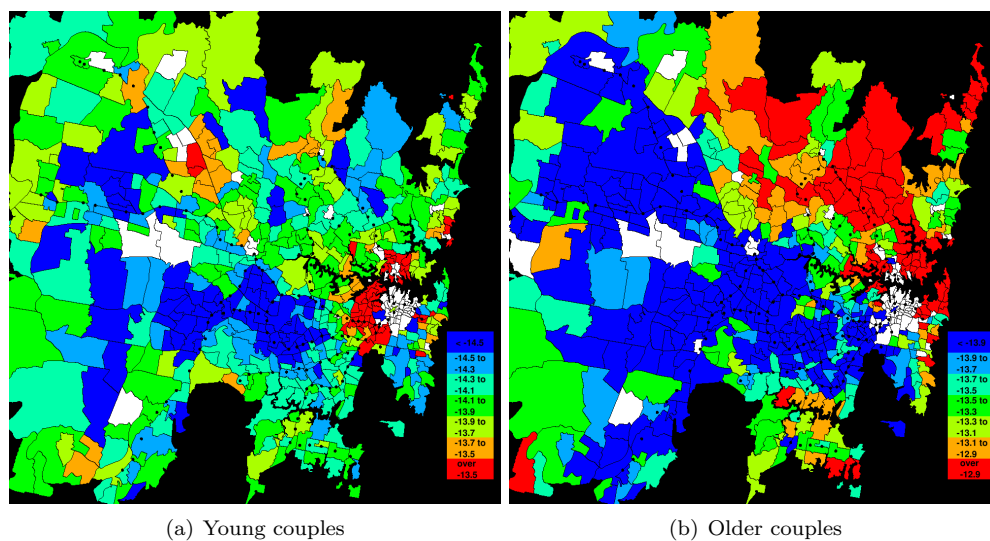 < -14.5
-14.5 to
-14.3
-14.3 to
-14.1
-14.1 to
-13.9
-13.9 to
-13.7
-13.7 to
-13.5
over
-13.5
-13.9
-13.9 to
-13.7
-13.7 to
-13.5
-13.5 to
-13.3
-13.3 to
-13.1
-13.1 to
-12.9
over
-12.9
(a) Young couples
(b) Older couples